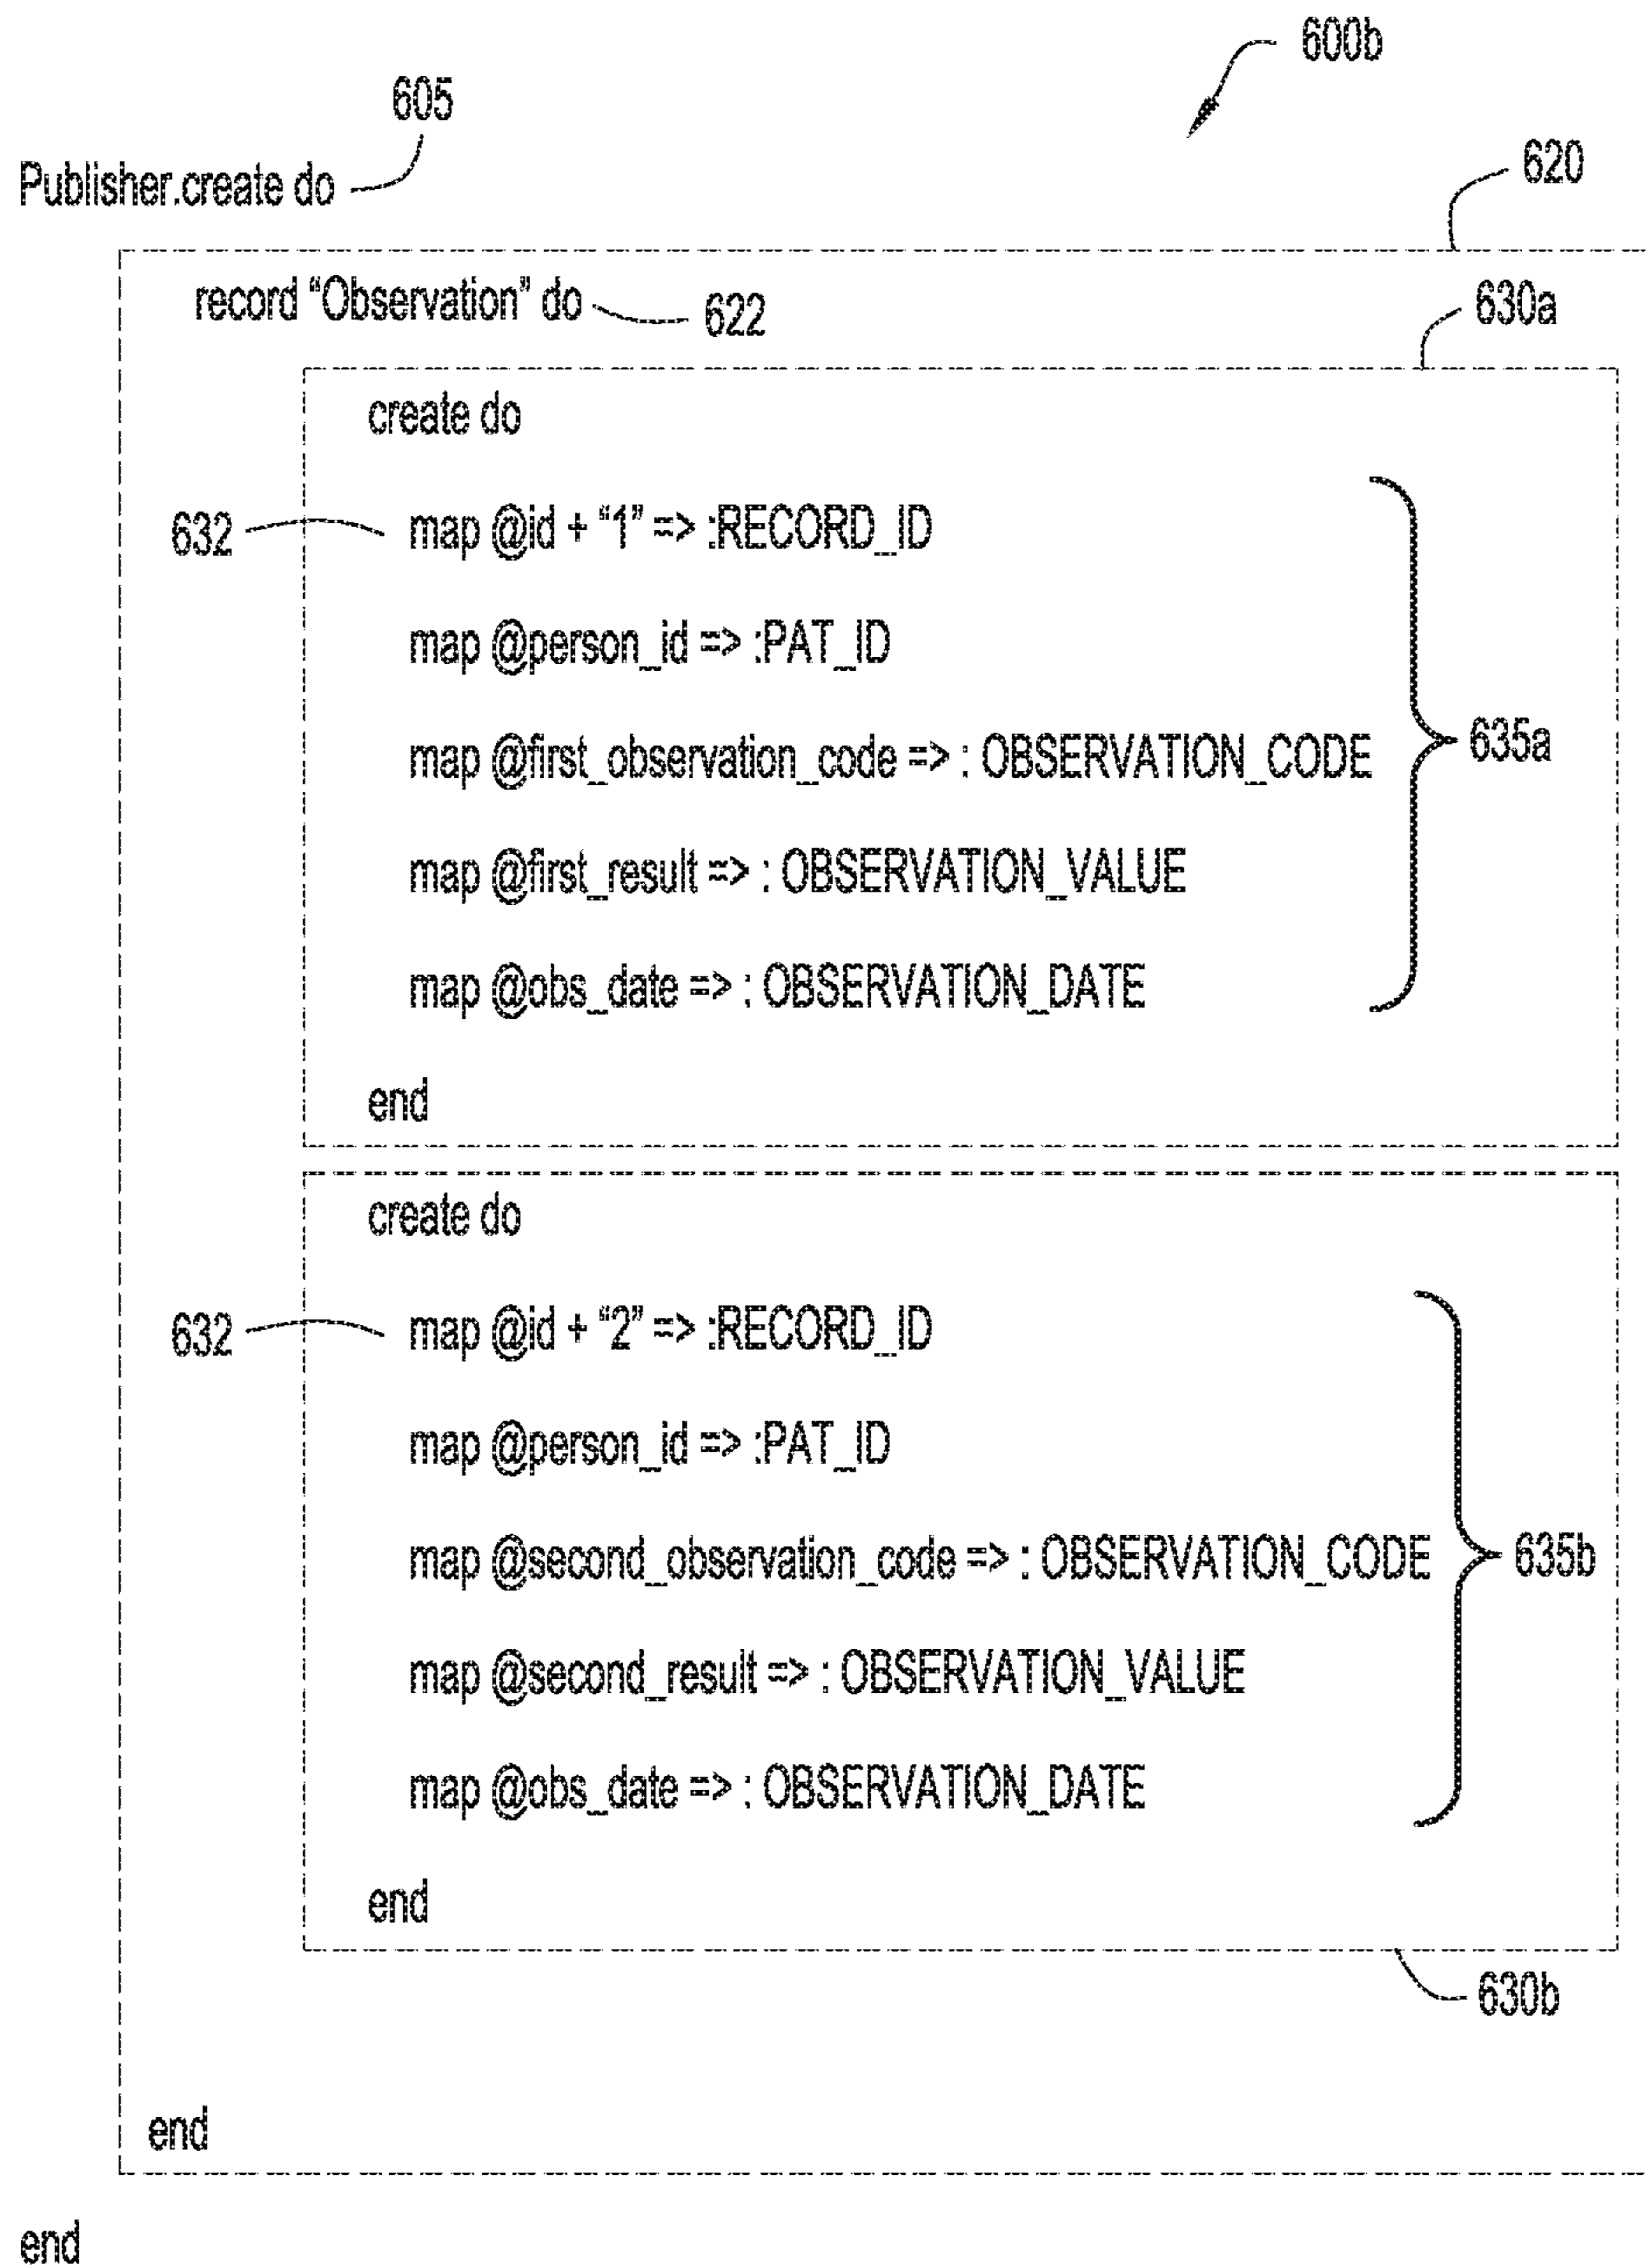 600b
605
Publisher.create do
620
record “Observation” do 622
630a
create do
632 map @id + “1” => :RECORD_ID
map @person_id => :PAT_ID
map @first_observation_code => : OBSERVATION_CODE
635a
map @first_result => : OBSERVATION_VALUE
map @obs_date => : OBSERVATION_DATE
end
create do
632 map @id + “2” => :RECORD_ID
map @person_id => :PAT_ID
map @second_observation_code => : OBSERVATION_CODE
635b
map @second_result => : OBSERVATION_VALUE
map @obs_date => : OBSERVATION_DATE
end
630b
end
end